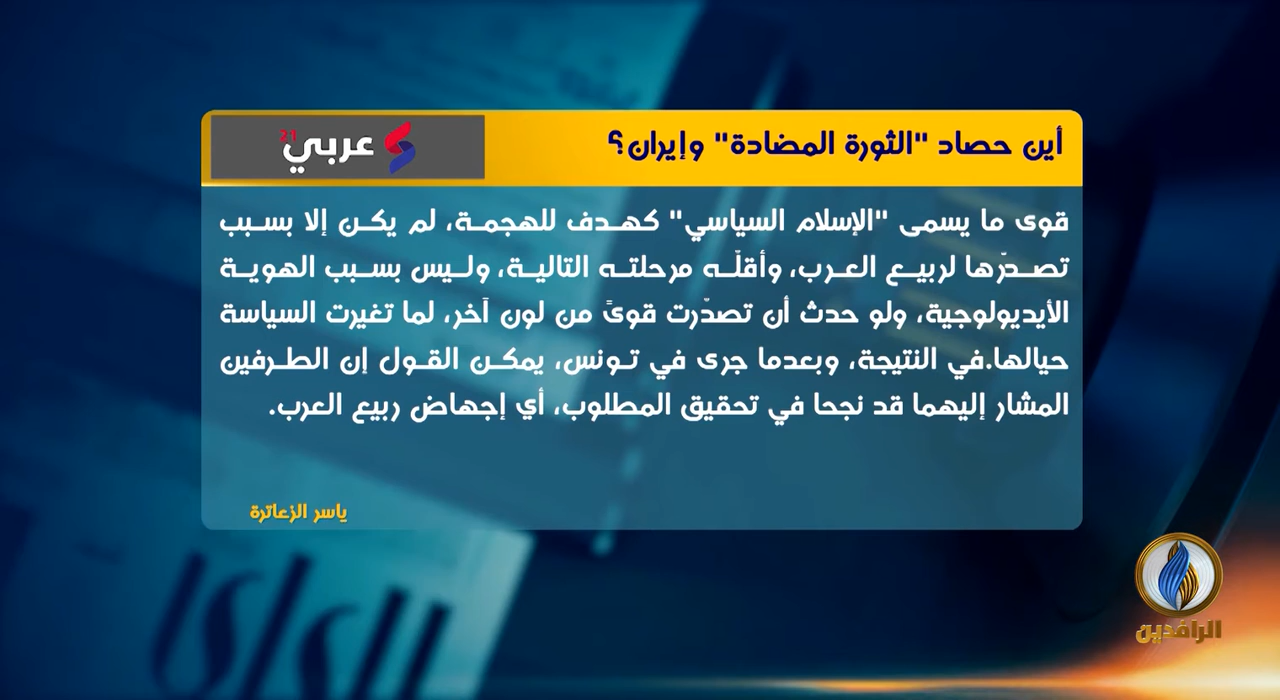 أين حصاد "الثورة المضادة" وإيران؟
عربي21
قوى ما يسمى "الإسلام السياسي" كهدف للهجمة، لم يكن إلا بسبب
تصدّرها لربيع العرب، وأقلّه مرحلته التالية، وليس بسبب الهوية
الأيديولوجية، ولو حدث أن تصدّرت قوىً من لون آخر، لما تغيرت السياسة
حيالها.في النتيجة، وبعدما جرى في تونس، يمكن القول إن الطرفين
المشار إليهما قد نجحا في تحقيق المطلوب، أي إجهاض ربيع العرب.
ياسر الزعاترة
الرافدين